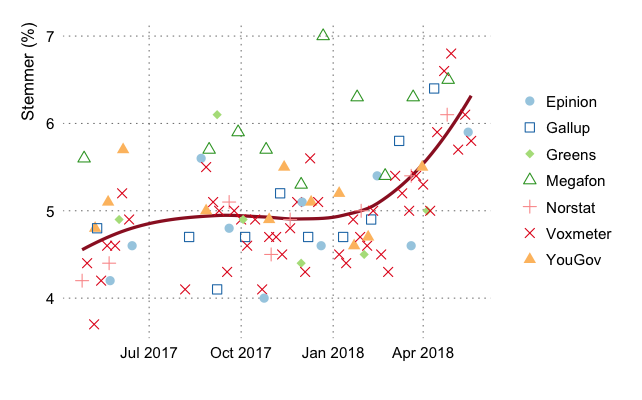 Stemmer (%)
7
6
5
4
Jul 2017
Oct 2017
Jan 2018
Apr 2018
Epinion
Gallup
Greens
Megafon
Norstat
Voxmeter
YouGov